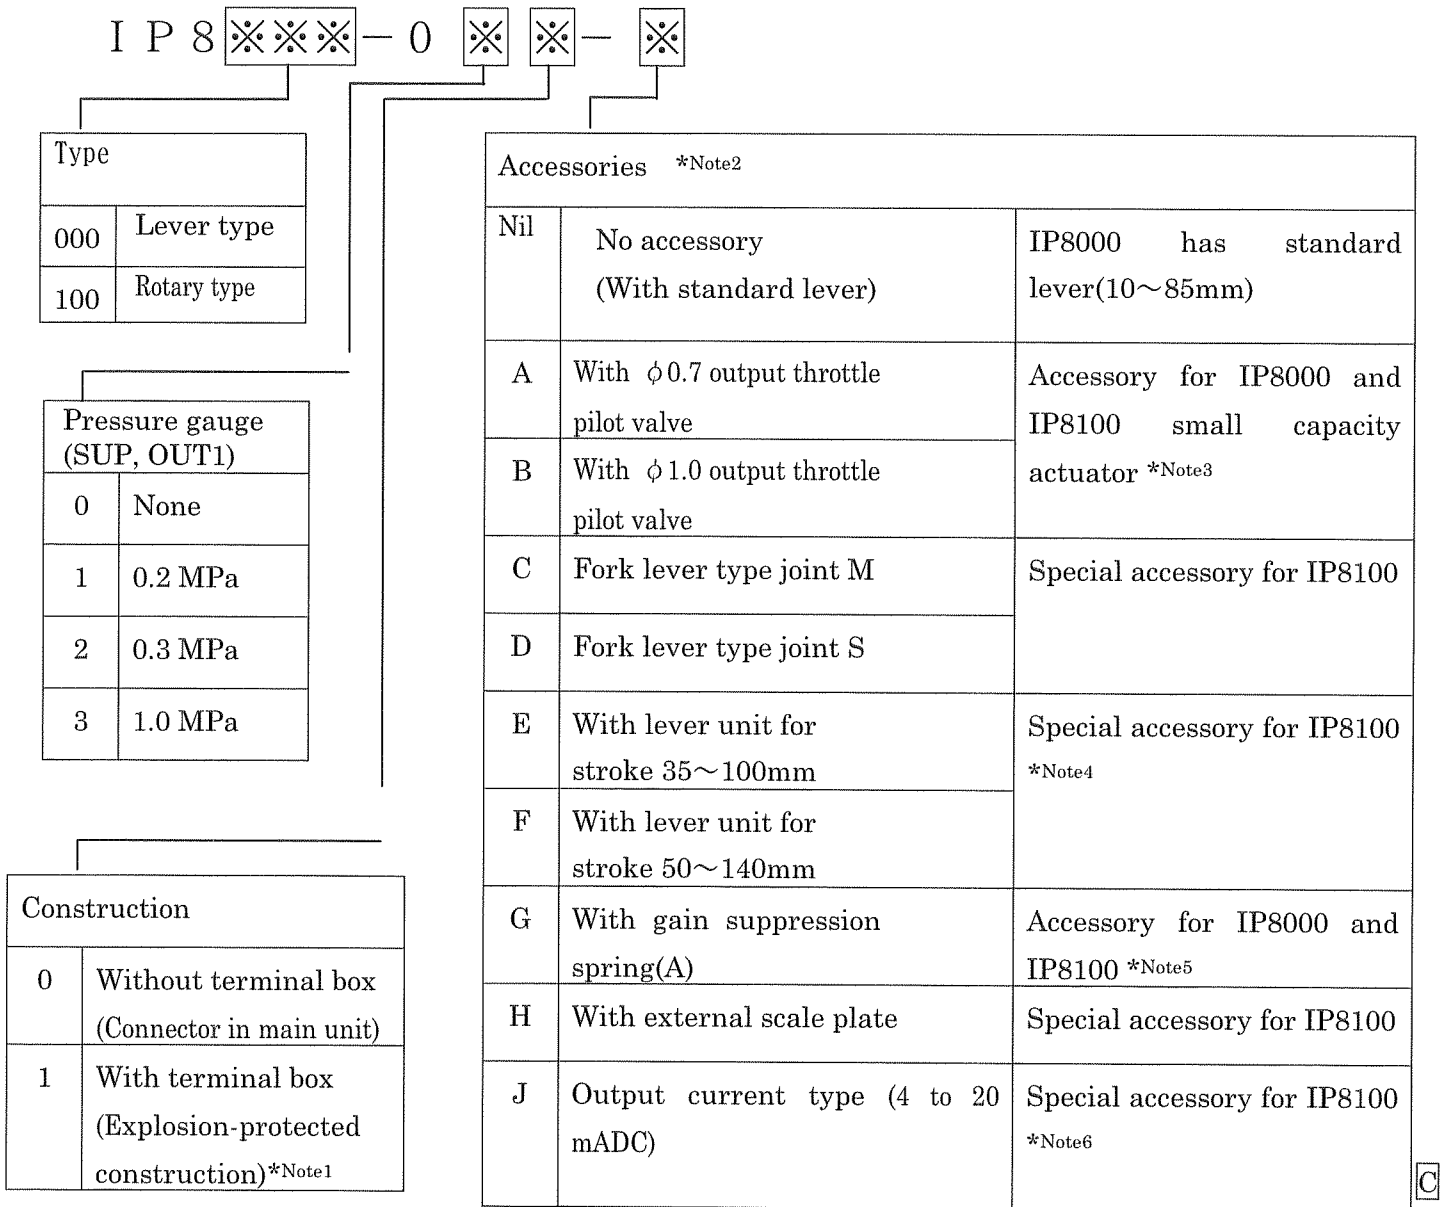 IP8※※※-0 ※ ※- ※
Type
000 Lever type
100 Rotary type
Pressure gauge
(SUP, OUT1)
0 None
1 0.2 MPa
2 0.3 MPa
3 1.0 MPa
Construction
0 Without terminal box
(Connector in main unit)
1 With terminal box
(Explosion-protected
construction)*Note1
Accessories *Note2
Nil
No accessory
(With standard lever)
IP8000 has standard
lever(10～85mm)
A With φ0.7 output throttle
pilot valve
B With φ1.0 output throttle
pilot valve
Accessory for IP8000 and
IP8100 small capacity
actuator *Note3
C Fork lever type joint M
D Fork lever type joint S
Special accessory for IP8100
E With lever unit for
stroke 35～100mm
F With lever unit for
stroke 50～140mm
Special accessory for IP8100
*Note4
G With gain suppression
spring(A)
Accessory for IP8000 and
IP8100 *Note5
H With external scale plate
Special accessory for IP8100
J Output current type (4 to 20
mADC)
Special accessory for IP8100
*Note6
C